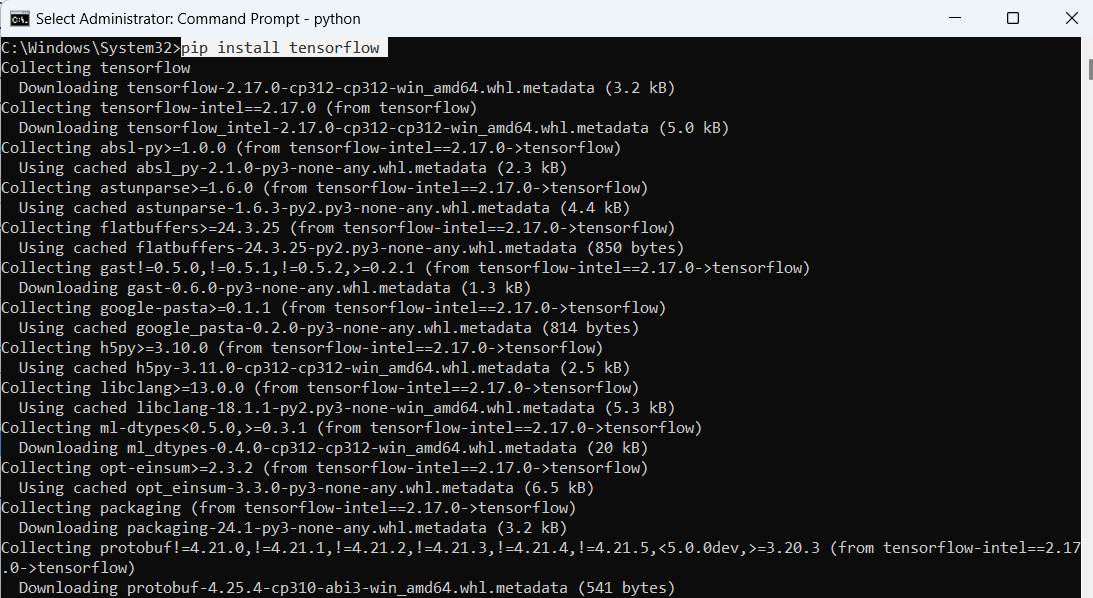 Select Administrator: Command Prompt - python
C:\Windows\System32>pip install tensorflow
Collecting tensorflow
  Downloading tensorflow-2.17.0-cp312-cp312-win_amd64.whl.metadata (3.2 kB)
Collecting tensorflow-intel==2.17.0 (from tensorflow)
  Downloading tensorflow_intel-2.17.0-cp312-cp312-win_amd64.whl.metadata (5.0 kB)
Collecting absl-py>=1.0.0 (from tensorflow-intel==2.17.0->tensorflow)
  Using cached absl_py-2.1.0-py3-none-any.whl.metadata (2.3 kB)
Collecting astunparse>=1.6.0 (from tensorflow-intel==2.17.0->tensorflow)
  Using cached astunparse-1.6.3-py2.py3-none-any.whl.metadata (4.4 kB)
Collecting flatbuffers>=24.3.25 (from tensorflow-intel==2.17.0->tensorflow)
  Using cached flatbuffers-24.3.25-py2.py3-none-any.whl.metadata (850 bytes)
Collecting gast!=0.5.0,!=0.5.1,!=0.5.2,>=0.2.1 (from tensorflow-intel==2.17.0->tensorflow)
  Downloading gast-0.6.0-py3-none-any.whl.metadata (1.3 kB)
Collecting google-pasta>=0.1.1 (from tensorflow-intel==2.17.0->tensorflow)
  Using cached google_pasta-0.2.0-py3-none-any.whl.metadata (814 bytes)
Collecting h5py>=3.10.0 (from tensorflow-intel==2.17.0->tensorflow)
  Using cached h5py-3.11.0-cp312-cp312-win_amd64.whl.metadata (2.5 kB)
Collecting libclang>=13.0.0 (from tensorflow-intel==2.17.0->tensorflow)
  Using cached libclang-18.1.1-py2.py3-none-win_amd64.whl.metadata (5.3 kB)
Collecting ml-dtypes<0.5.0,>=0.3.1 (from tensorflow-intel==2.17.0->tensorflow)
  Downloading ml_dtypes-0.4.0-cp312-cp312-win_amd64.whl.metadata (20 kB)
Collecting opt-einsum>=2.3.2 (from tensorflow-intel==2.17.0->tensorflow)
  Using cached opt_einsum-3.3.0-py3-none-any.whl.metadata (6.5 kB)
Collecting packaging (from tensorflow-intel==2.17.0->tensorflow)
  Downloading packaging-24.1-py3-none-any.whl.metadata (3.2 kB)
Collecting protobuf!=4.21.0,!=4.21.1,!=4.21.2,!=4.21.3,!=4.21.4,!=4.21.5,<5.0.0dev,>=3.20.3 (from tensorflow-intel==2.17
.0->tensorflow)
  Downloading protobuf-4.25.4-cp310-abi3-win_amd64.whl.metadata (541 bytes)